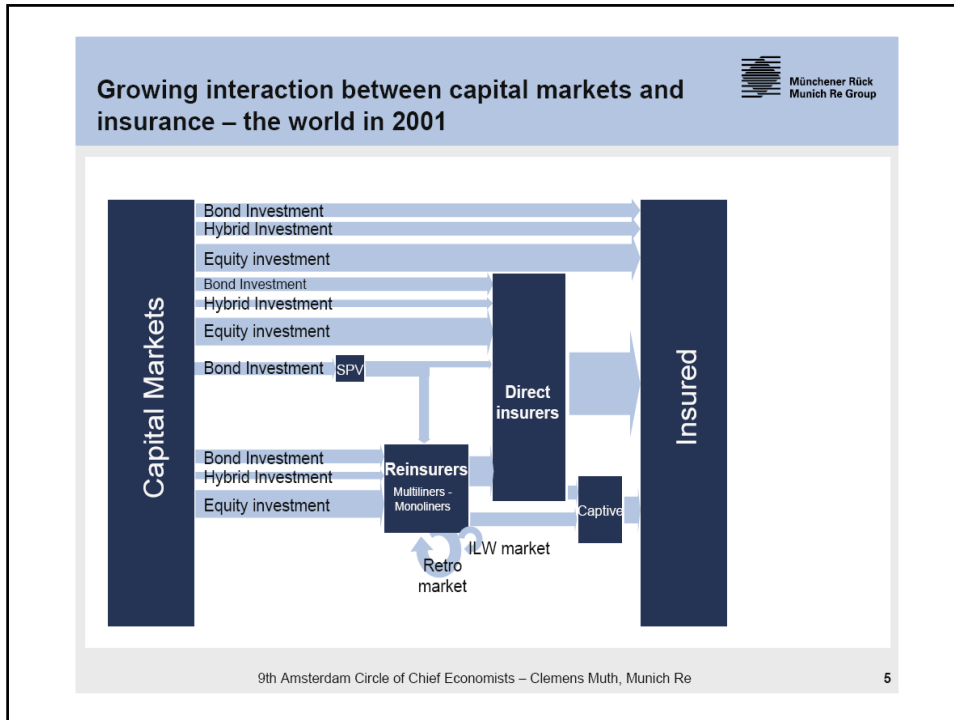 Growing interaction between capital markets and
insurance – the world in 2001
Münchener Rück
Munich Re Group
Capital Markets
Bond Investment
Hybrid Investment
Equity investment
Bond Investment
Hybrid Investment
Equity investment
Bond Investment
SPV
Direct
insurers
Insured
Bond Investment
Hybrid Investment
Equity investment
Reinsurers
Multiliners -
Monoliners
Captive
ILW market
Retro
market
9th Amsterdam Circle of Chief Economists – Clemens Muth, Munich Re
5